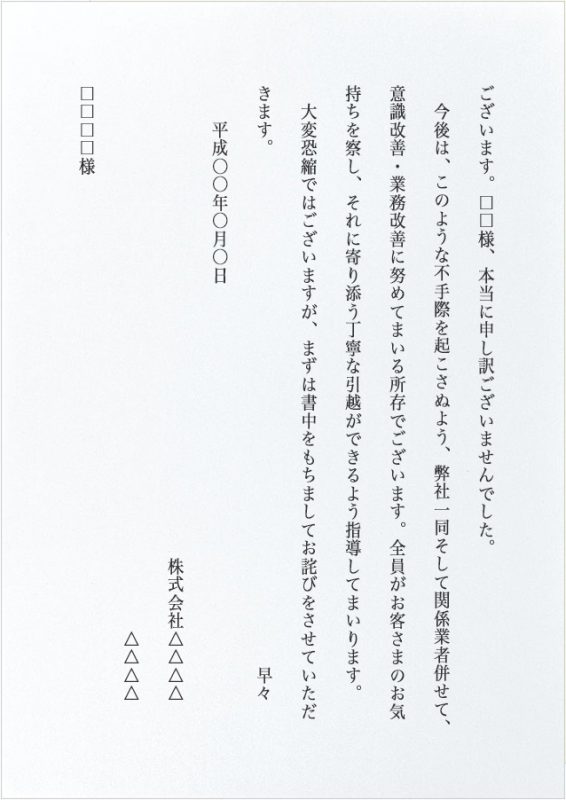 ございます。□□様、本当に申し訳ございませんでした。
今後は、このような不手際を起こさぬよう、弊社一同そして関係業者併せて、
意識改善・業務改善に努めてまいる所存でございます。全員がお客さまのお気
持ちを察し、それに寄り添う丁寧な引越ができるよう指導してまいります。
大変恐縮ではございますが、まずは書中をもちましてお詫びをさせていただ
きます。
早々
平成〇〇年〇月〇日
株式会社△△△△
△△△△
□□□□様